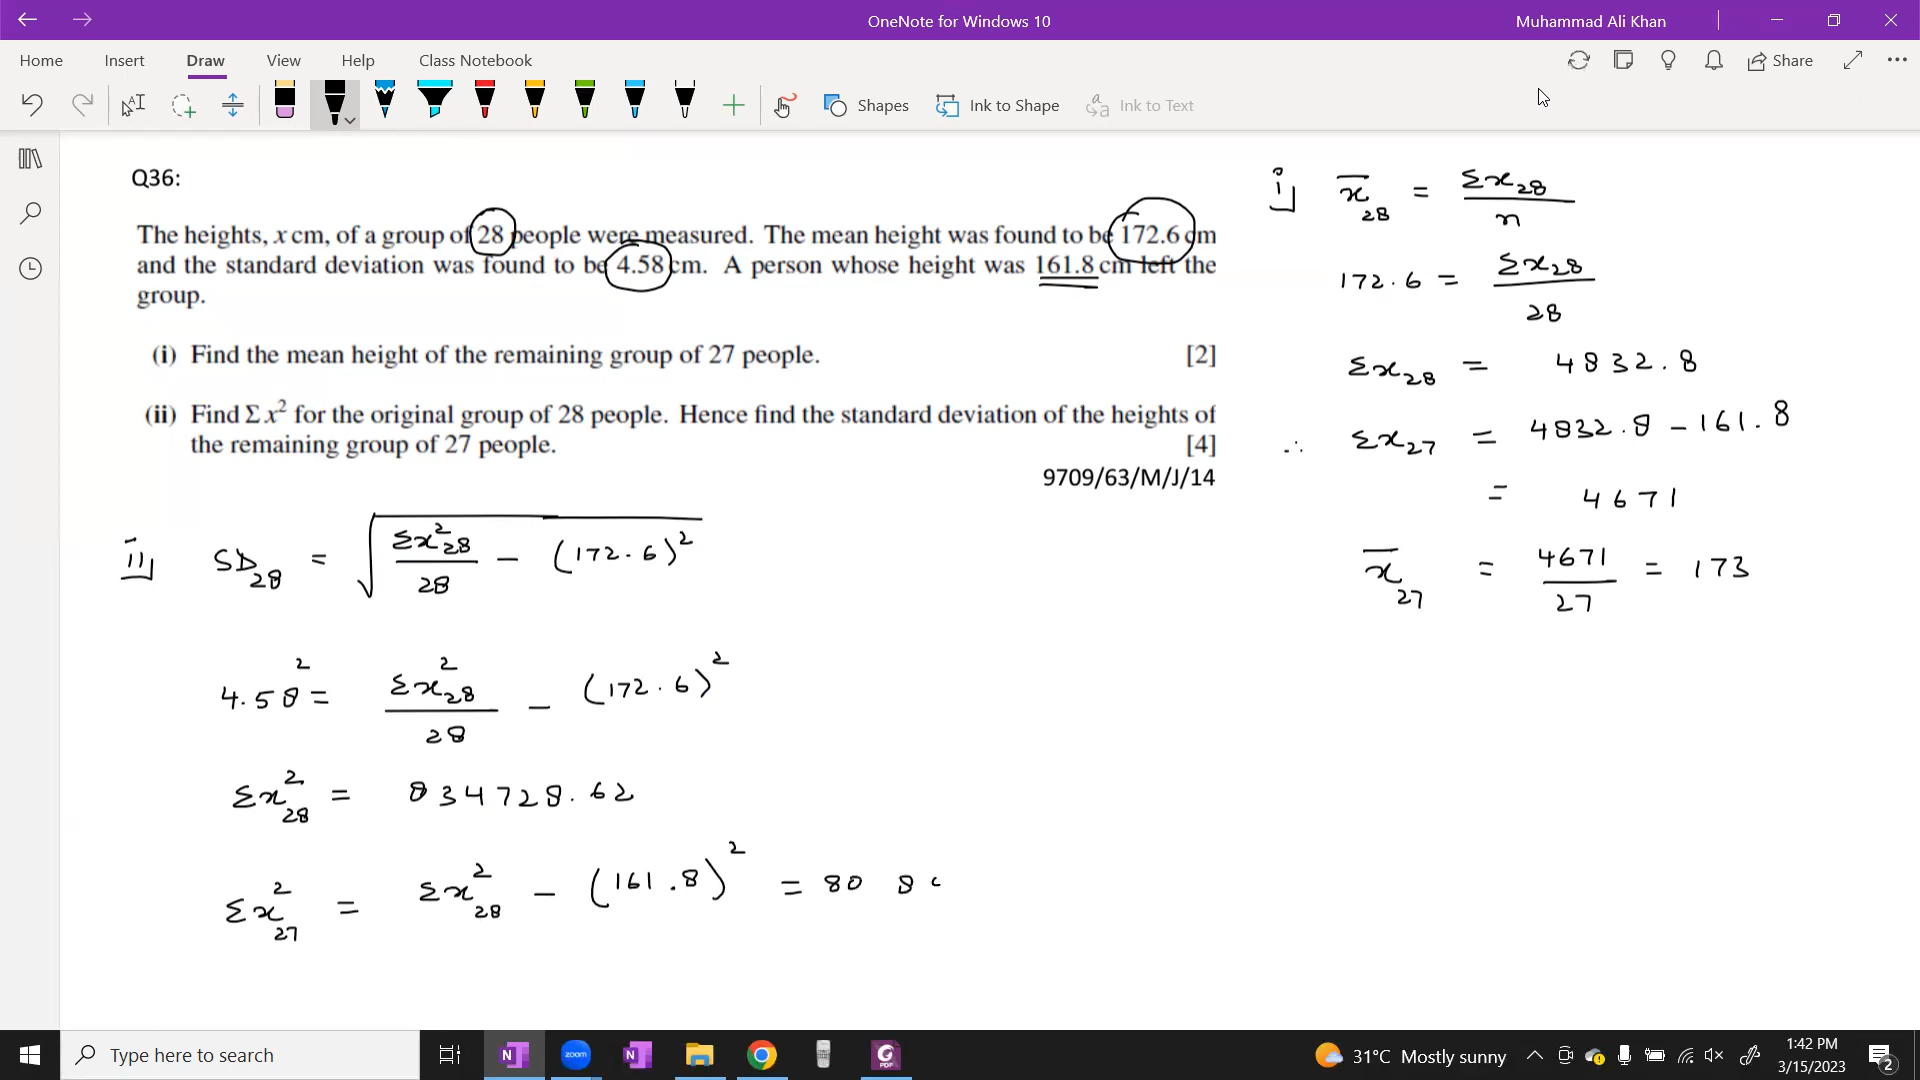 OneNote for Windows 10
Muhammad Ali Khan
Home Insert Draw View Help Class Notebook
Share
Shapes Ink to Shape Ink to Text
Q36:
The heights, x cm, of a group of 28 people were measured. The mean height was found to be 172.6 cm
and the standard deviation was found to be 4.58 cm. A person whose height was 161.8 cm left the
group.
(i) Find the mean height of the remaining group of 27 people. [2]
(ii) Find Σx² for the original group of 28 people. Hence find the standard deviation of the heights of
the remaining group of 27 people. [4]
9709/63/M/J/14
i] x̄₂₈ = Σx₂₈ / n
172.6 = Σx₂₈ / 28
Σx₂₈ = 4832.8
∴ Σx₂₇ = 4832.8 - 161.8
= 4671
x̄₂₇ = 4671 / 27 = 173
ii] SD₂₈ = √(Σx²₂₈ / 28 - (172.6)²)
4.58² = Σx²₂₈ / 28 - (172.6)²
Σx²₂₈ = 834728.62
Σx²₂₇ = Σx²₂₈ - (161.8)² = 80 8
Type here to search
zoom
PDF
31°C Mostly sunny
1:42 PM
3/15/2023
2